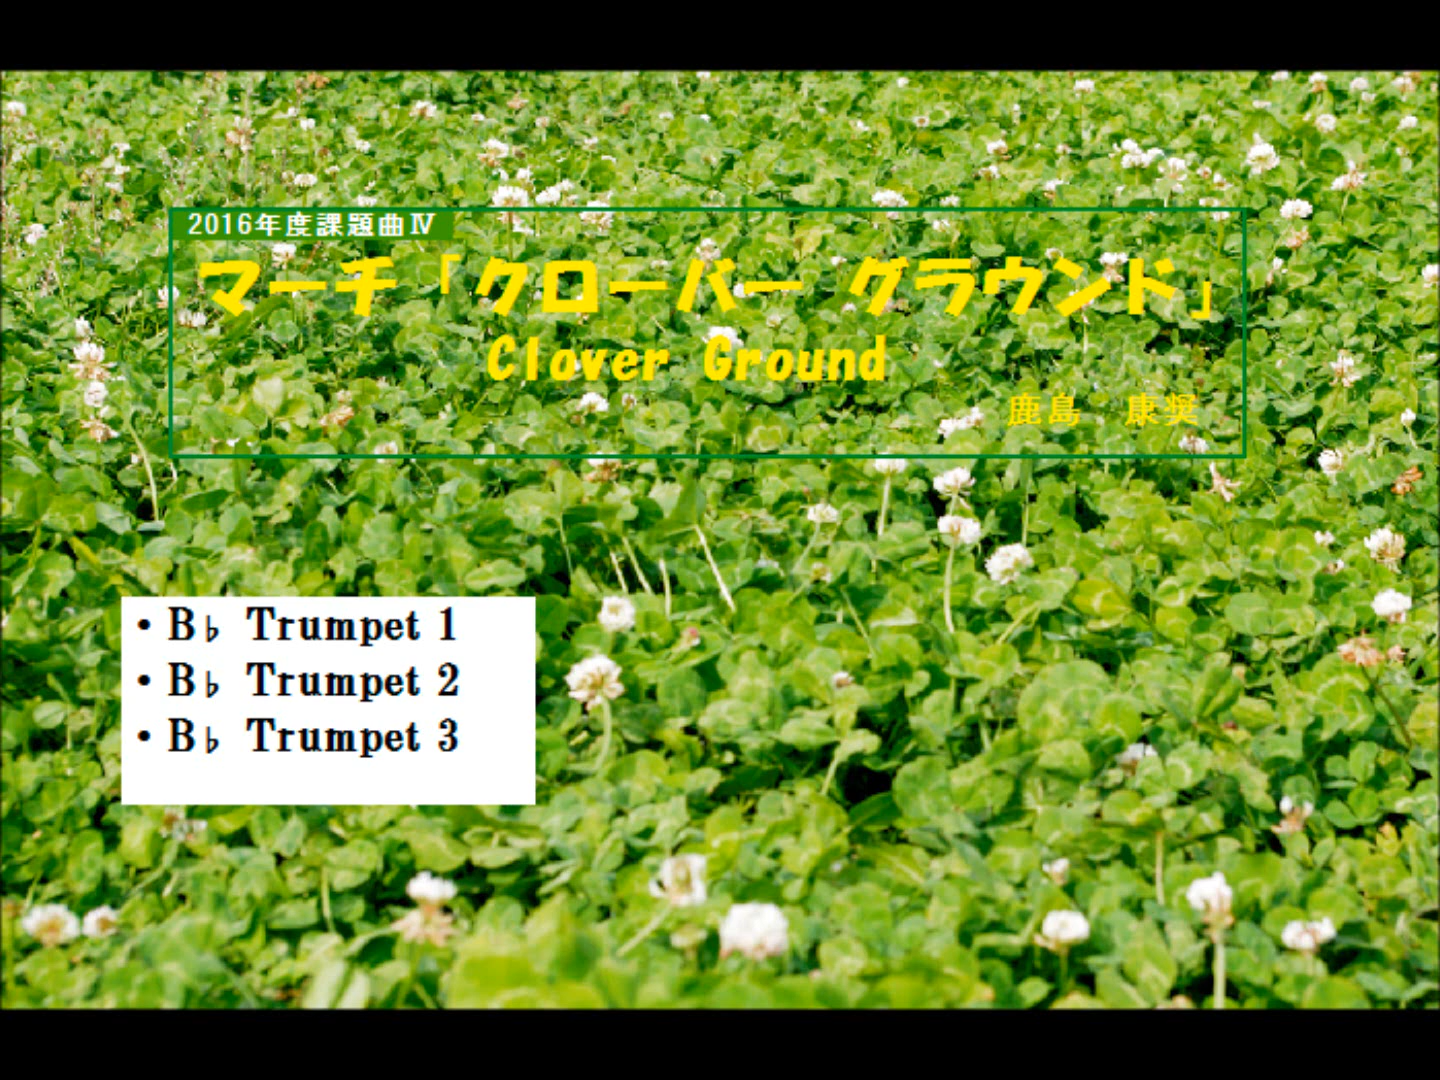 2016年度課題曲Ⅳ
マーチ「クローバー グラウンド」
Clover Ground
鹿島 康奨
・B♭ Trumpet 1
・B♭ Trumpet 2
・B♭ Trumpet 3